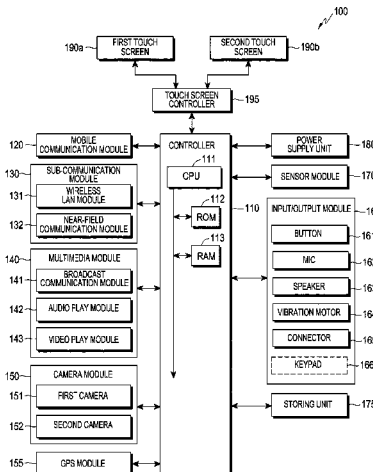 100
190a
FIRST TOUCH
SCREEN
SECOND TOUCH
SCREEN
190b
TOUCH SCREEN
CONTROLLER
195
120
MOBILE
COMMUNICATION MODULE
130
SUB-COMMUNICATION
MODULE
131
WIRELESS
LAN MODULE
132
NEAR-FIELD
COMMUNICATION MODULE
140
MULTIMEDIA MODULE
141
BROADCAST
COMMUNICATION MODULE
142
AUDIO PLAY MODULE
143
VIDEO PLAY MODULE
150
CAMERA MODULE
151
FIRST CAMERA
152
SECOND CAMERA
155
GPS MODULE
CONTROLLER
111
CPU
112
ROM
110
113
RAM
POWER
SUPPLY UNIT
180
SENSOR MODULE
170
INPUT/OUTPUT MODULE
BUTTON
MIC
SPEAKER
VIBRATION MOTOR
164
CONNECTOR
165
KEYPAD
166
STORING UNIT
175